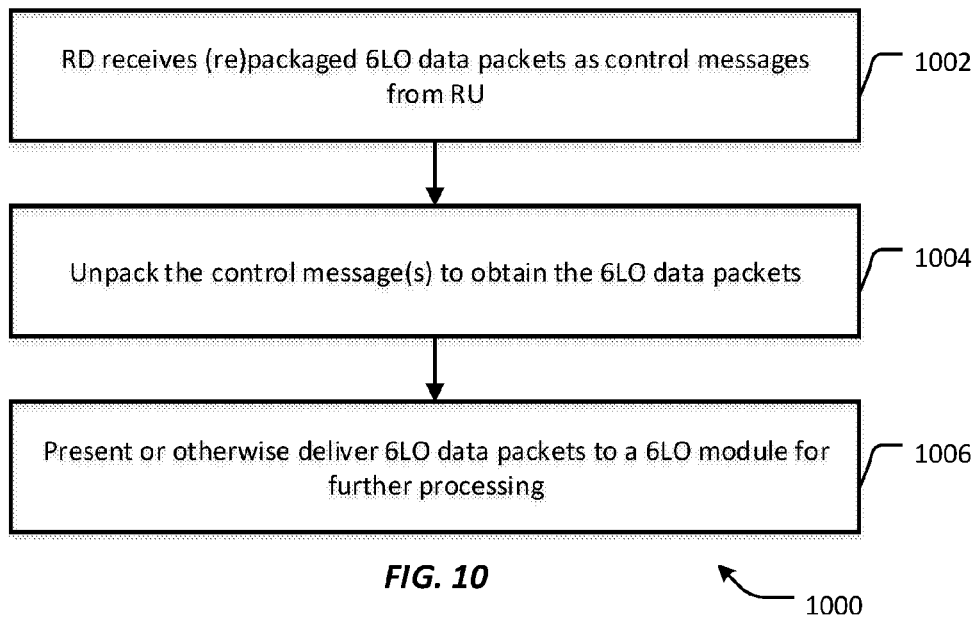 RD receives (re)packaged 6LO data packets as control messages
from RU
1002
Unpack the control message(s) to obtain the 6LO data packets
1004
Present or otherwise deliver 6LO data packets to a 6LO module for
further processing
1006
FIG. 10
1000